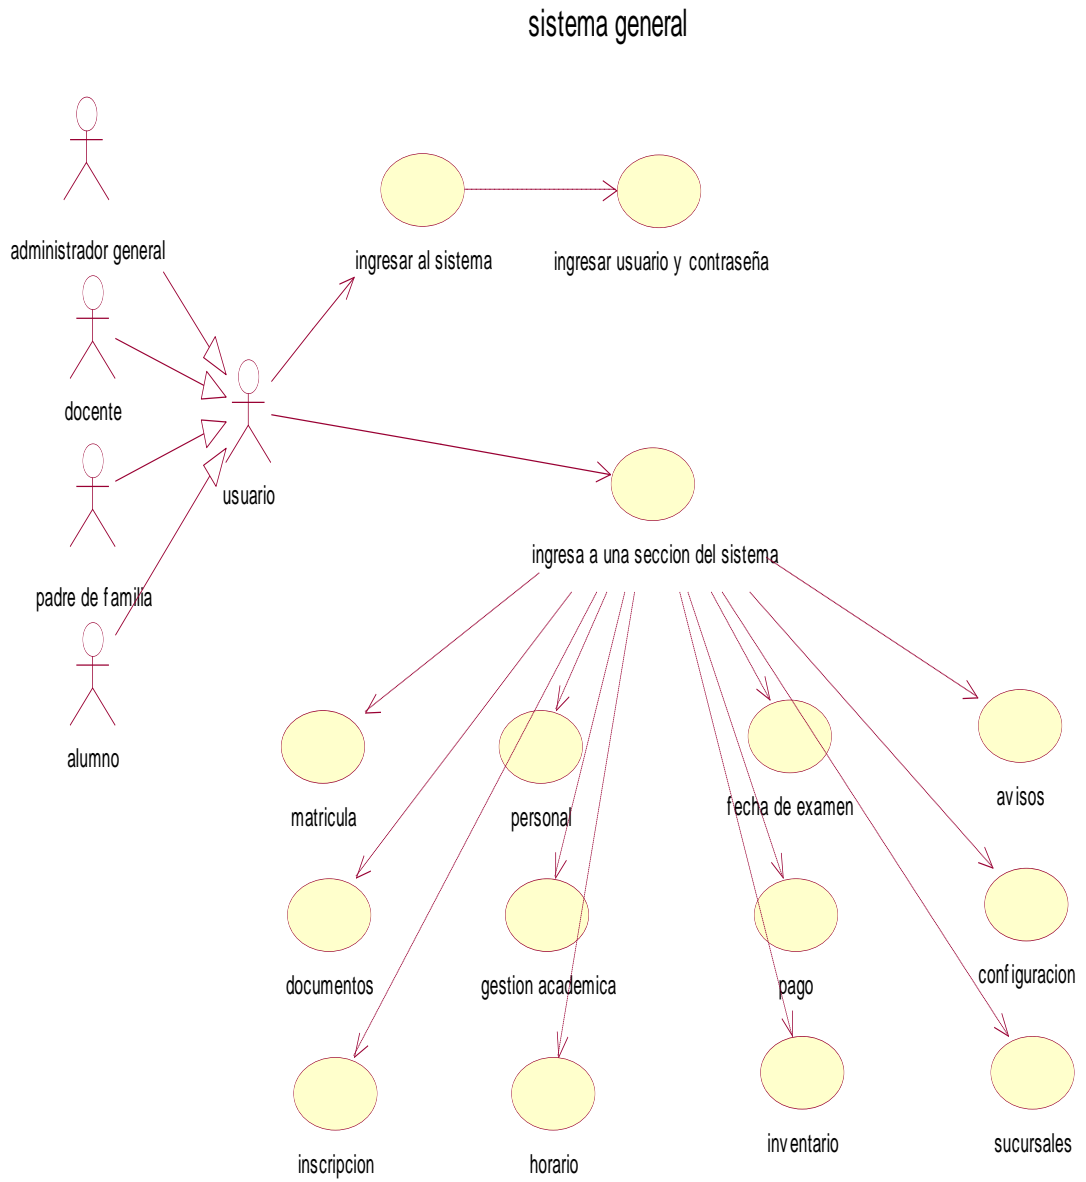 sistema general
administrador general
ingresar al sistema
ingresar usuario y contraseña
docente
usuario
ingresa a una seccion del sistema
padre de familia
alumno
matricula
personal
fecha de examen
avisos
documentos
gestion academica
pago
configuracion
inscripcion
horario
inventario
sucursales